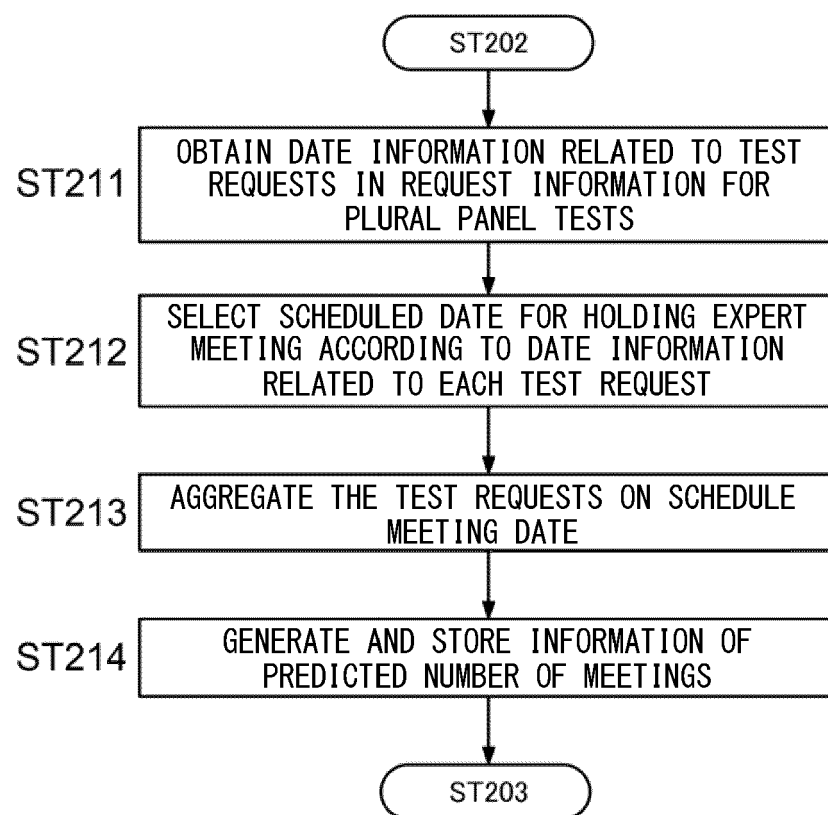 ST202
ST211
OBTAIN DATE INFORMATION RELATED TO TEST
REQUESTS IN REQUEST INFORMATION FOR
PLURAL PANEL TESTS
ST212
SELECT SCHEDULED DATE FOR HOLDING EXPERT
MEETING ACCORDING TO DATE INFORMATION
RELATED TO EACH TEST REQUEST
ST213
AGGREGATE THE TEST REQUESTS ON SCHEDULE
MEETING DATE
ST214
GENERATE AND STORE INFORMATION OF
PREDICTED NUMBER OF MEETINGS
ST203